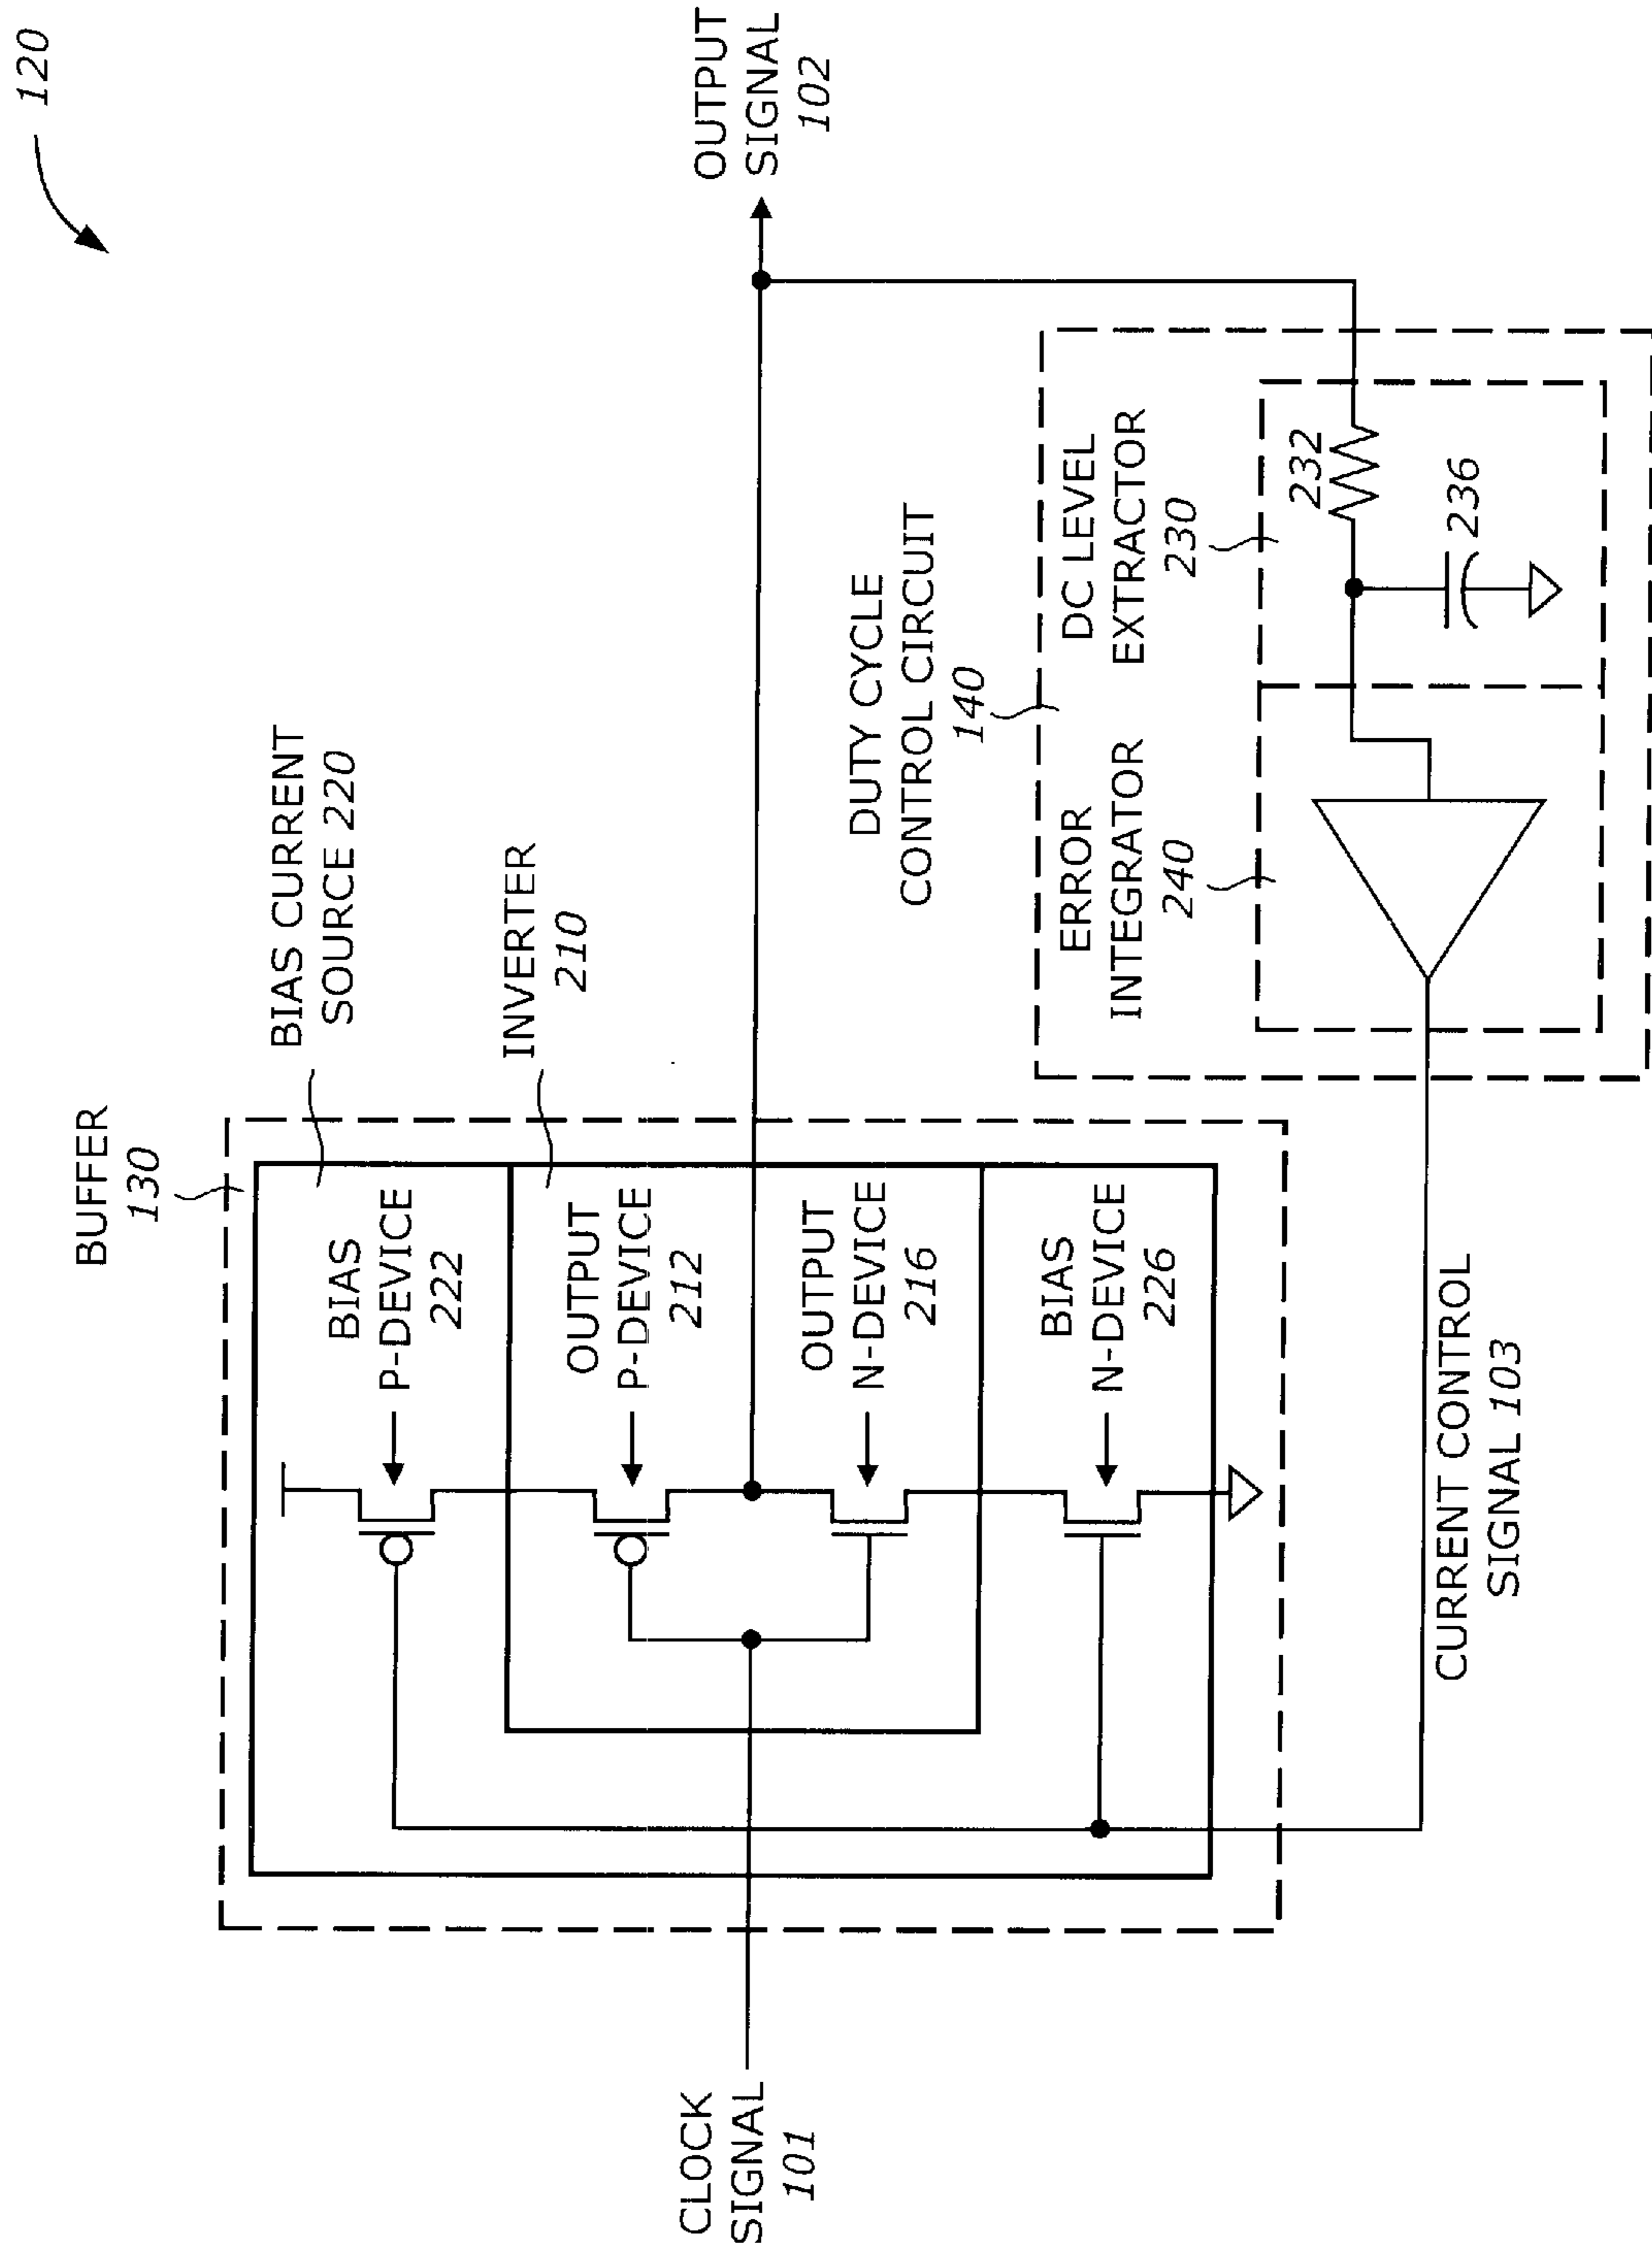 120
BUFFER
130
BIAS CURRENT
SOURCE 220
INVERTER
210
BIAS
P-DEVICE
222
OUTPUT
P-DEVICE
212
OUTPUT
N-DEVICE
216
BIAS
N-DEVICE
226
CLOCK
SIGNAL
101
OUTPUT
SIGNAL
102
DUTY CYCLE
CONTROL CIRCUIT
140
ERROR
INTEGRATOR
240
DC LEVEL
EXTRACTOR
230
232
236
CURRENT CONTROL
SIGNAL 103